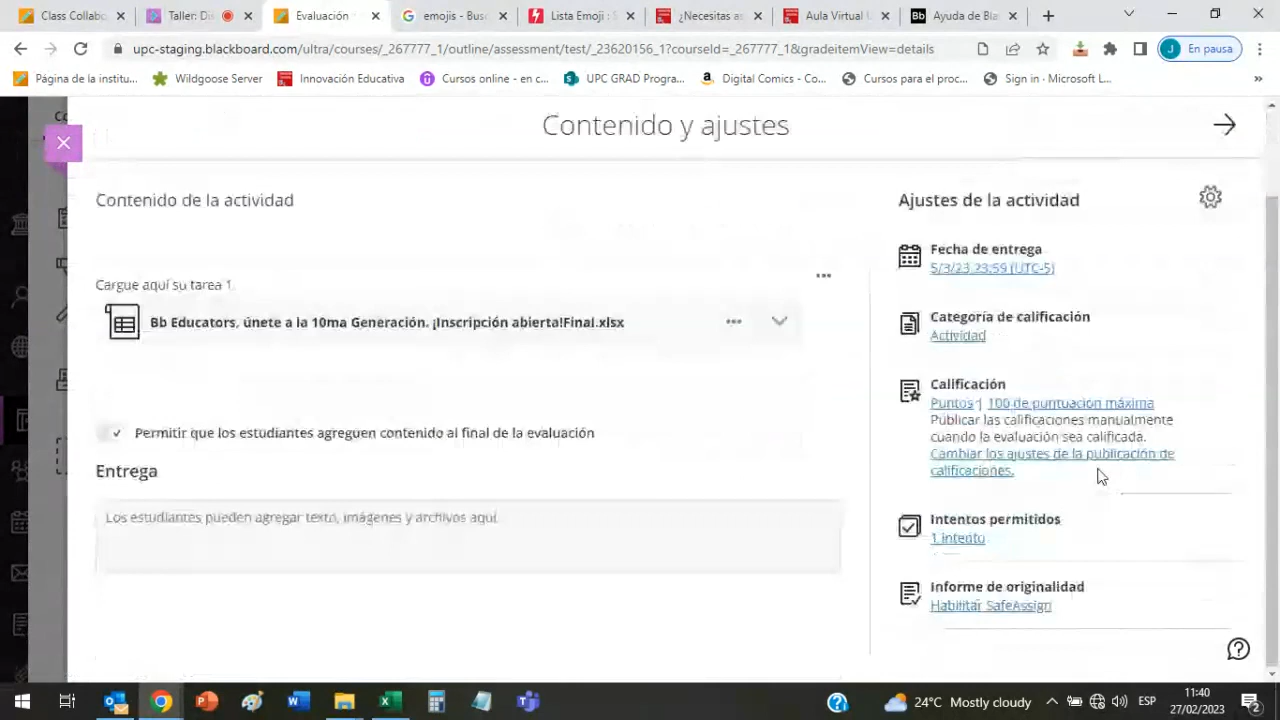 Class Collabo
Taller: Di
Evaluación
emojis - Bu
Lista Emoji : S
¿Necesitas a
Aula Virtual U
Ayuda de Bla
upc-staging.blackboard.com/ultra/courses/_267777_1/outline/assessment/test/_23620156_1?courseId=_267777_1&gradeitemView=details
En pausa
Página de la institu...
Wildgoose Server
Innovación Educativa
Cursos online - en c...
UPC GRAD Progra...
Digital Comics - Co...
Cursos para el proc...
Sign in - Microsoft L...
»
Contenido y ajustes
Contenido de la actividad
Cargue aquí su tarea 1.
Bb Educators, únete a la 10ma Generación. ¡Inscripción abierta!Final.xlsx
Permitir que los estudiantes agreguen contenido al final de la evaluación
Entrega
Los estudiantes pueden agregar texto, imágenes y archivos aquí.
Ajustes de la actividad
Fecha de entrega
5/3/23 23:59 (UTC-5)
Categoría de calificación
Actividad
Calificación
Puntos | 100 de puntuación máxima
Publicar las calificaciones manualmente
cuando la evaluación sea calificada.
Cambiar los ajustes de la publicación de
calificaciones.
Intentos permitidos
1 intento
Informe de originalidad
Habilitar SafeAssign
24°C Mostly cloudy
ESP
11:40
27/02/2023
2